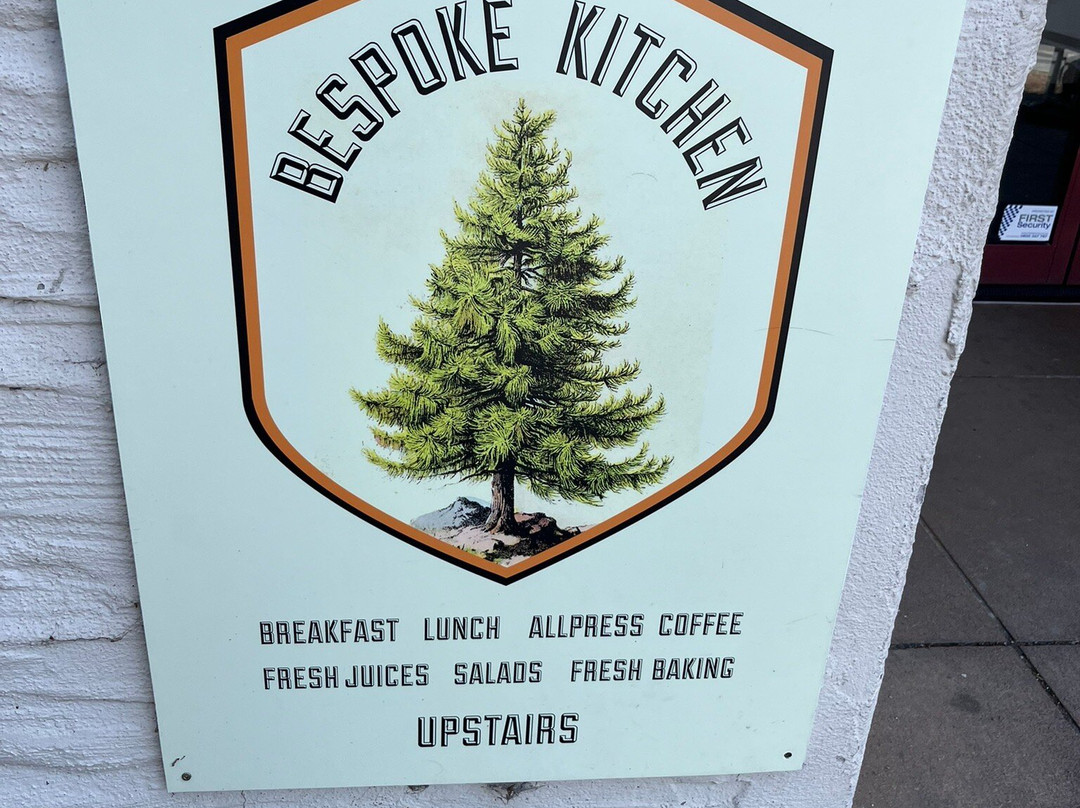 BESPOKE KITCHEN
BREAKFAST LUNCH ALLPRESS COFFEE
FRESH JUICES SALADS FRESH BAKING
UPSTAIRS
FIRST
Security